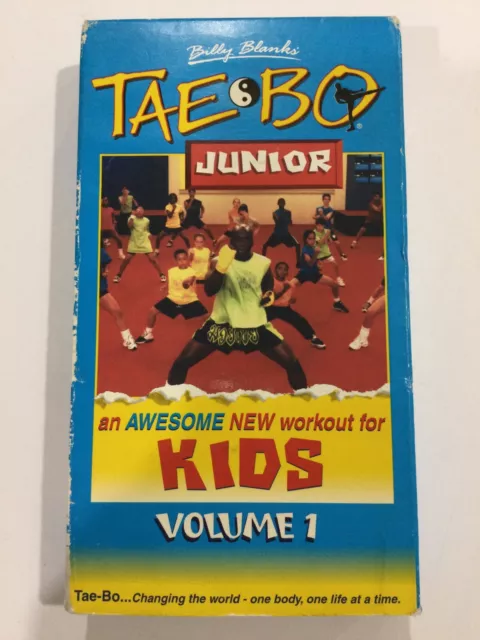 Billy Blanks'
TAE BO®
JUNIOR
an AWESOME NEW workout for
KIDS
VOLUME 1
Tae-Bo...Changing the world - one body, one life at a time.